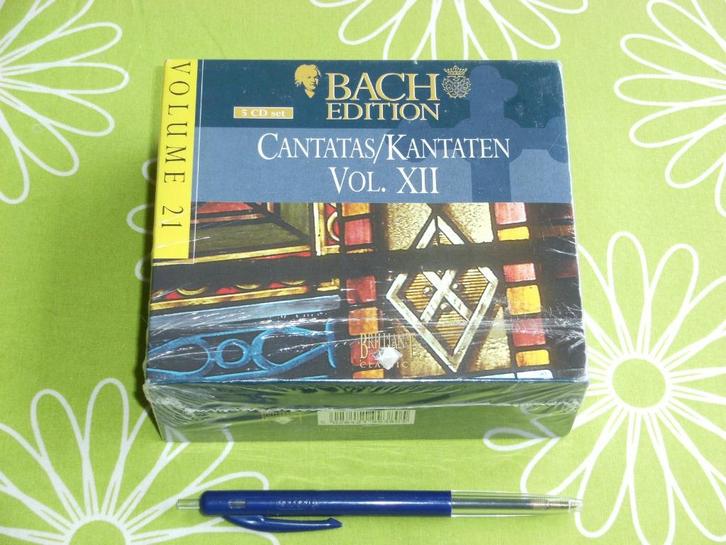 VOLUME 21
BACH
EDITION
5 CD set
CANTATAS/KANTATEN
VOL. XII
BRILLIANT
CLASSICS